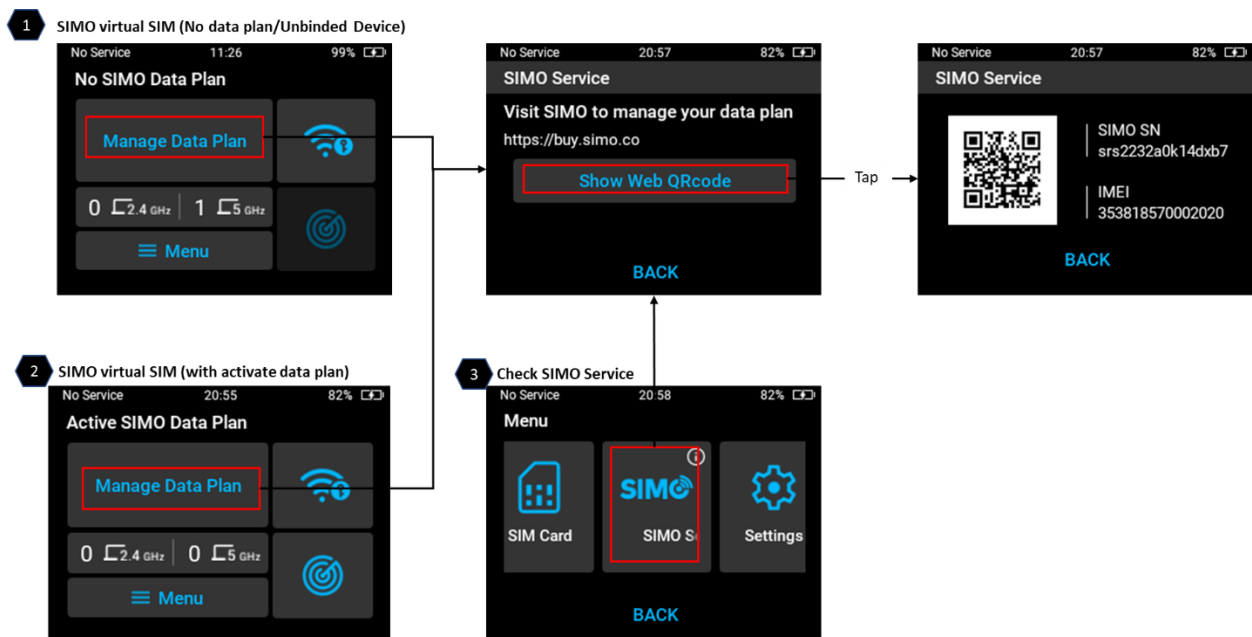 1 SIMO virtual SIM (No data plan/Unbinded Device)
No Service 11:26 99%
No SIMO Data Plan
Manage Data Plan
0 2.4 GHz 1 5 GHz
Menu
No Service 20:57 82%
SIMO Service
Visit SIMO to manage your data plan
https://buy.simo.co
Show Web QRcode
BACK
Tap
No Service 20:57 82%
SIMO Service
SIMO SN
srs2232a0k14dxb7
IMEI
353818570002020
BACK
2 SIMO virtual SIM (with activate data plan)
No Service 20:55 82%
Active SIMO Data Plan
Manage Data Plan
0 2.4 GHz 0 5 GHz
Menu
3 Check SIMO Service
No Service 20:58 82%
Menu
SIMO
SIM Card SIMO Se Settings
BACK